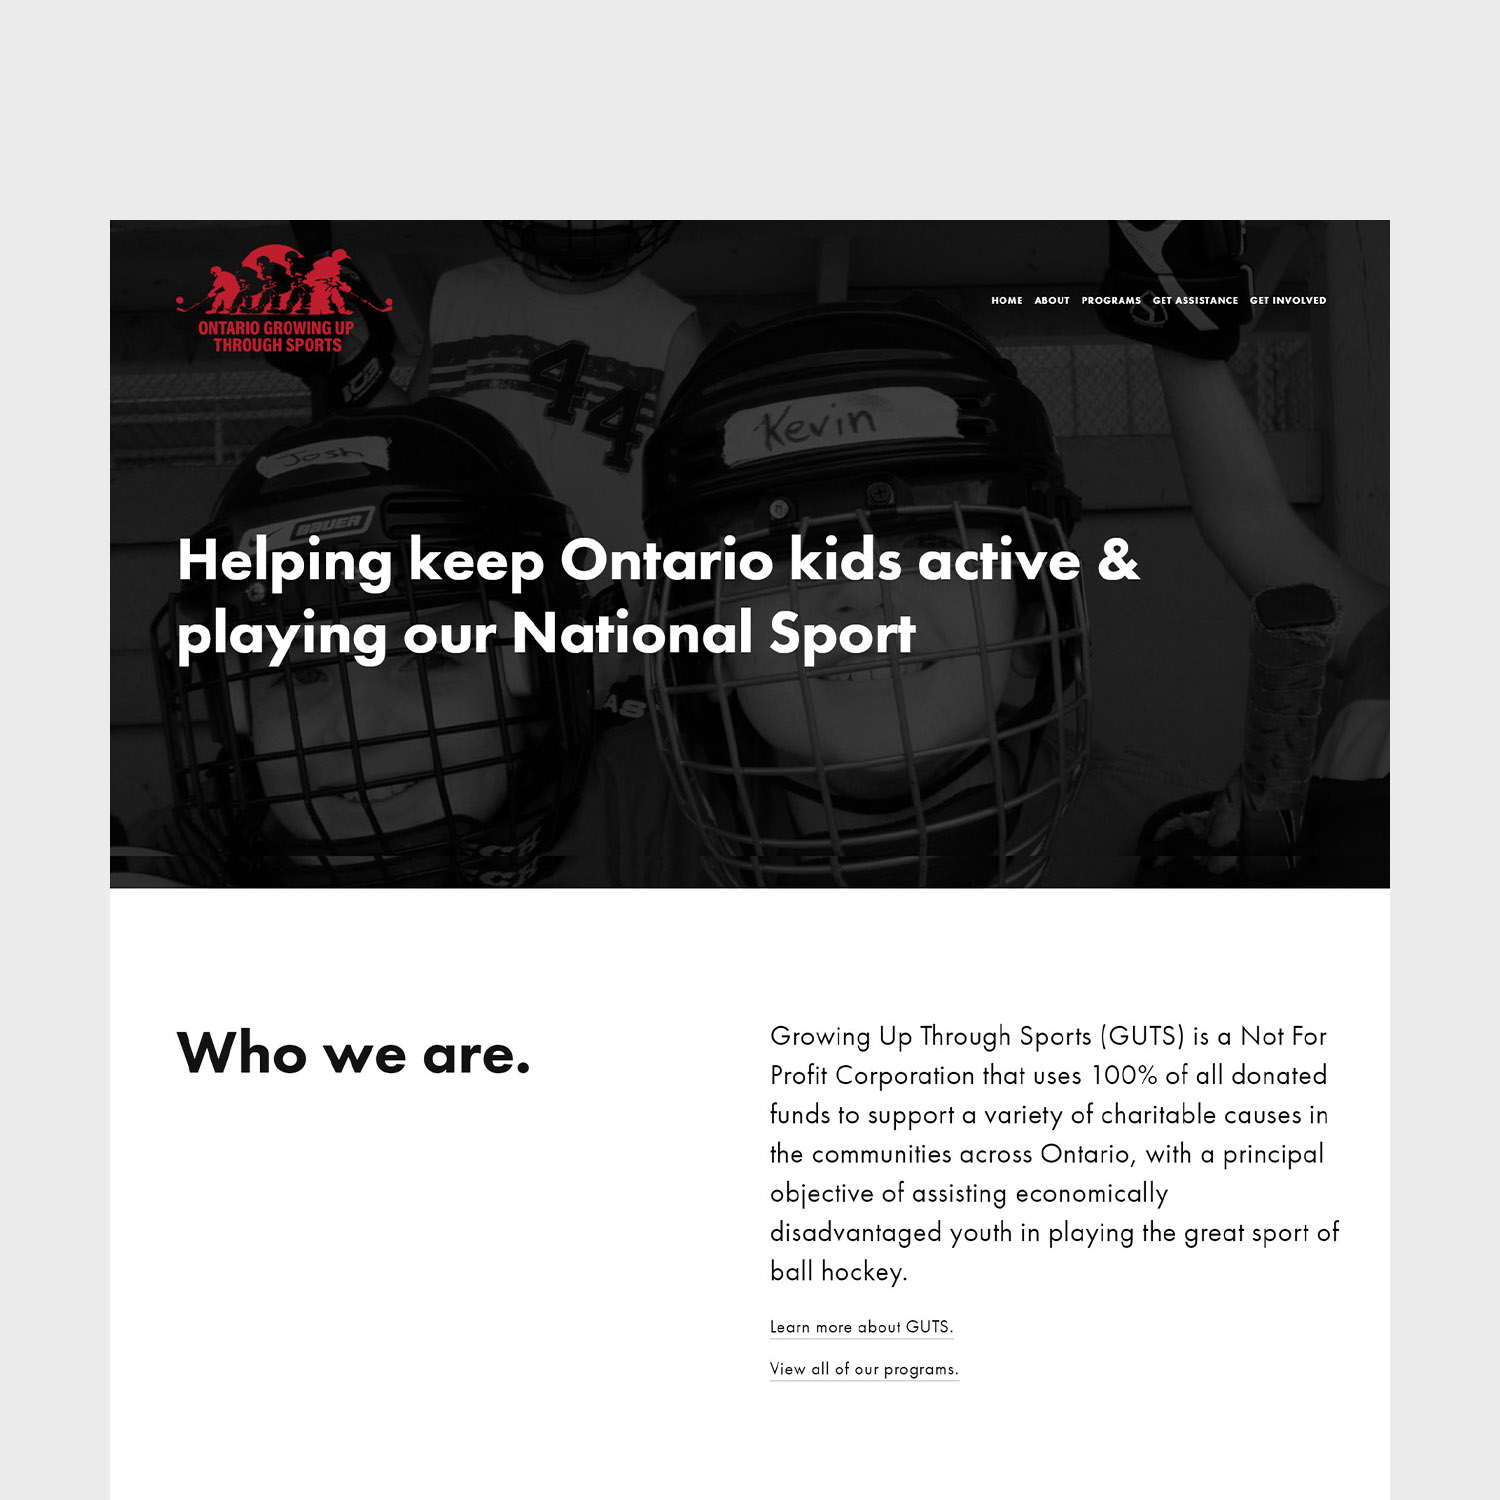 ONTARIO GROWING UP
THROUGH SPORTS
HOME ABOUT PROGRAMS GET ASSISTANCE GET INVOLVED
44
Kevin
Josh
BAUER
Helping keep Ontario kids active &
playing our National Sport
Who we are.
Growing Up Through Sports (GUTS) is a Not For
Profit Corporation that uses 100% of all donated
funds to support a variety of charitable causes in
the communities across Ontario, with a principal
objective of assisting economically
disadvantaged youth in playing the great sport of
ball hockey.
Learn more about GUTS.
View all of our programs.